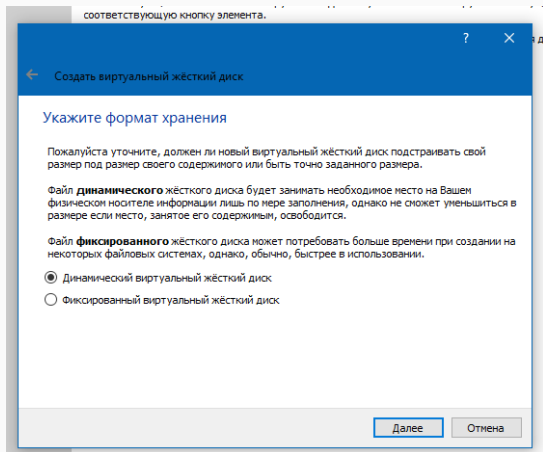 соответствующую кнопку элемента.
?
Создать виртуальный жёсткий диск
Укажите формат хранения
Пожалуйста уточните, должен ли новый виртуальный жёсткий диск подстраивать свой
размер под размер своего содержимого или быть точно заданного размера.
Файл динамического жёсткого диска будет занимать необходимое место на Вашем
физическом носителе информации лишь по мере заполнения, однако не сможет уменьшиться в
размере если место, занятое его содержимым, освободится.
Файл фиксированного жёсткого диска может потребовать больше времени при создании на
некоторых файловых системах, однако, обычно, быстрее в использовании.
Динамический виртуальный жёсткий диск
Фиксированный виртуальный жёсткий диск
Далее Отмена